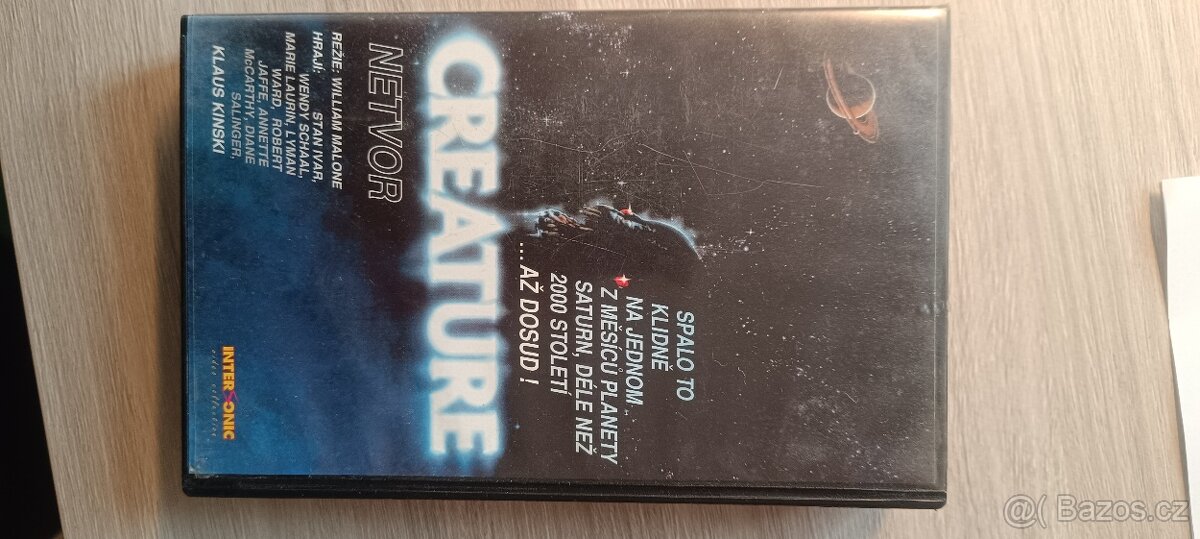 SPALO TO
KLIDNĚ
NA JEDNOM
Z MĚSÍCŮ PLANETY
SATURN, DÉLE NEŽ
2000 STOLETÍ
...AŽ DOSUD !
CREATURE
NETVOR
REŽIE: WILLIAM MALONE
HRAJÍ: STAN IVAR,
WENDY SCHAAL,
MARIE LAURIN, LYMAN
WARD, ROBERT
JAFFE, ANNETTE
McCARTHY, DIANE
SALINGER,
KLAUS KINSKI
INTERSONIC
video collection
@( Bazos.cz